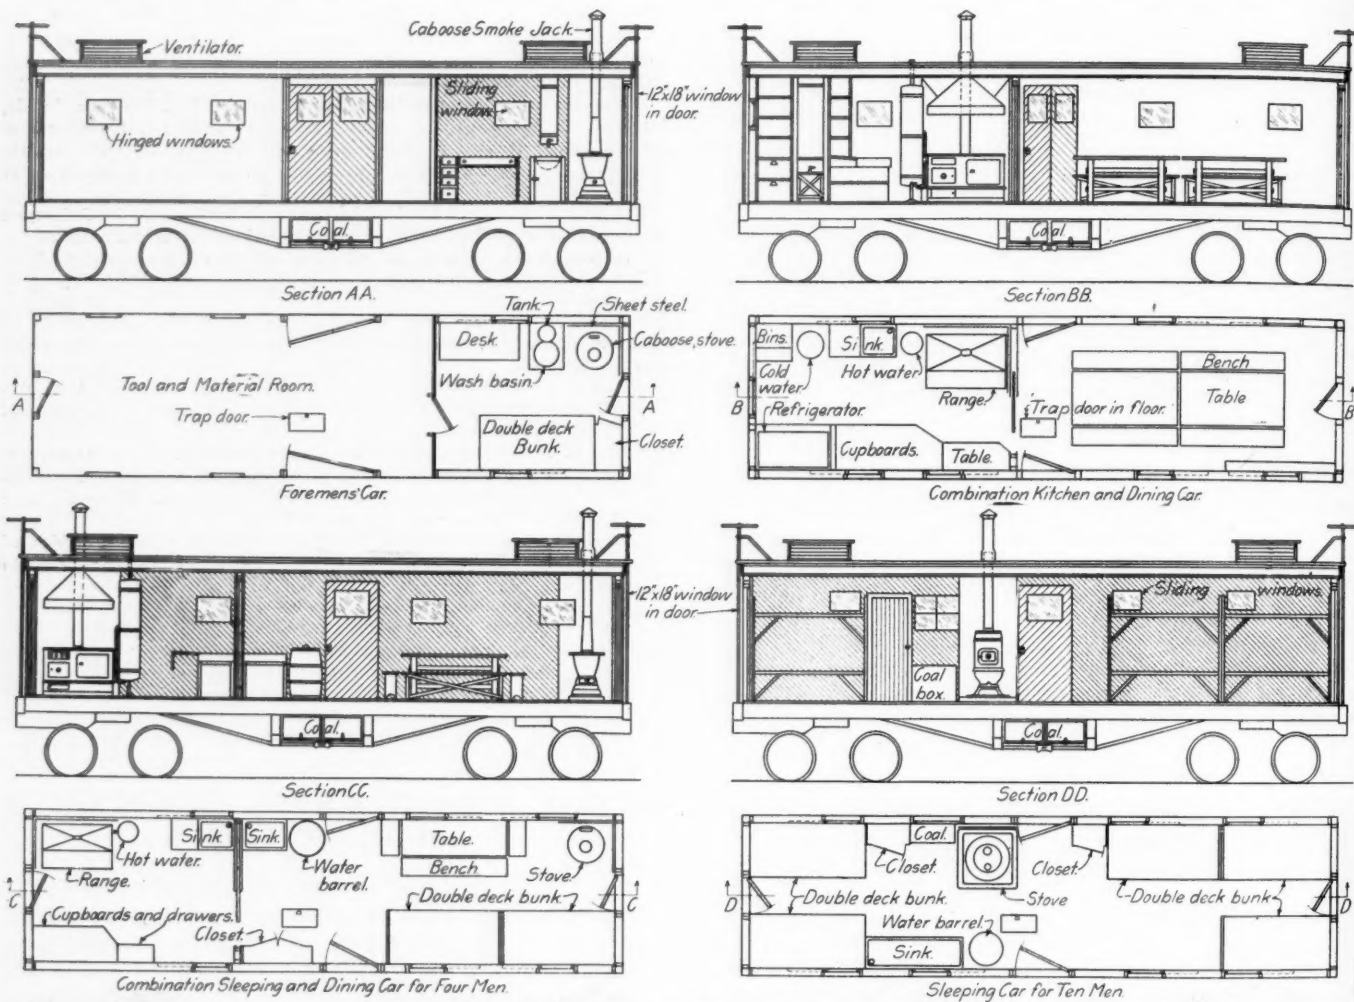 Caboose Smoke Jack.
Ventilator.
Sliding
window.
Hinged windows.
12"x18" window
in door.
Coal.
Section AA.
Coal.
Section BB.
Tank.
Sheet steel.
Desk.
Caboose stove.
Wash basin.
Tool and Material Room.
A
A
Trap door.
Double deck
Bunk.
Closet.
Foremens' Car.
Bins.
Sink.
Cold
water.
Hot water.
Range.
Bench
Table
B
B
Refrigerator.
Trap door in floor.
Cupboards.
Table.
Combination Kitchen and Dining Car.
12"x18" window
in door.
Coal.
Section CC.
Sliding
windows.
Coal
box.
Coal.
Section DD.
Sink.
Sink.
Table.
Hot water.
Water
barrel.
Bench
Stove.
Range.
C
C
Double deck bunk.
Cupboards and drawers.
Closet.
Combination Sleeping and Dining Car for Four Men.
Coal.
Closet.
Closet.
D
D
Double deck bunk.
Stove
Double deck bunk.
Water barrel.
Sink.
Sleeping Car for Ten Men.